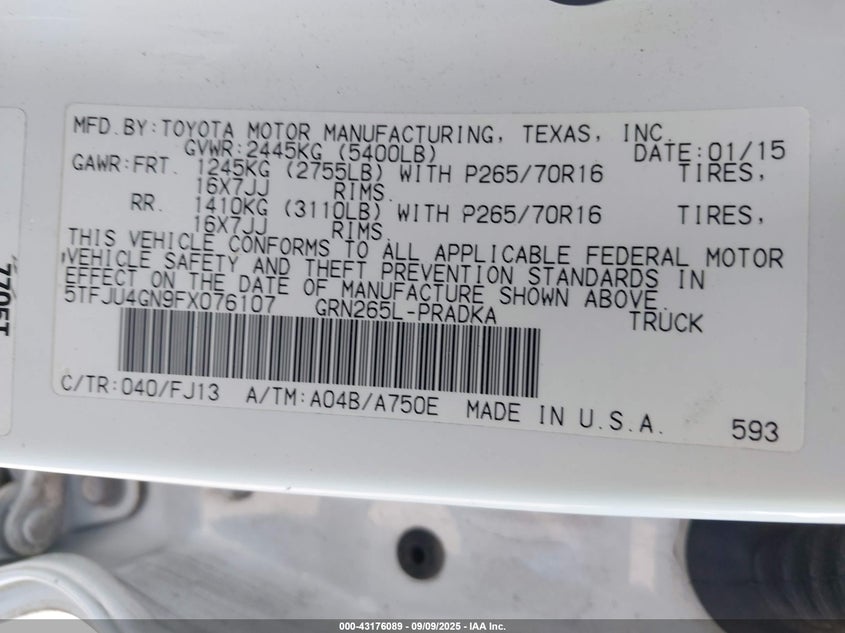 MFD.BY:TOYOTA MOTOR MANUFACTURING, TEXAS, INC.
GVWR:2445KG (5400LB) DATE:01/15
GAWR:FRT. 1245KG (2755LB) WITH P265/70R16 TIRES,
16X7JJ RIMS,
RR. 1410KG (3110LB) WITH P265/70R16 TIRES,
16X7JJ RIMS,
THIS VEHICLE CONFORMS TO ALL APPLICABLE FEDERAL MOTOR
VEHICLE SAFETY AND THEFT PREVENTION STANDARDS IN
EFFECT ON THE DATE OF MANUFACTURE SHOWN ABOVE.
5TFJU4GN9FX076107 GRN265L-PRADKA TRUCK
C/TR:040/FJ13 A/TM:A04B/A750E MADE IN U.S.A.
593
000-43176089 - 09/09/2025 - IAA Inc.